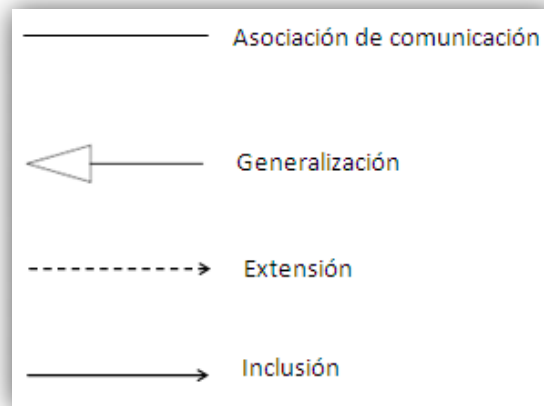 Asociación de comunicación
Generalización
Extensión
Inclusión